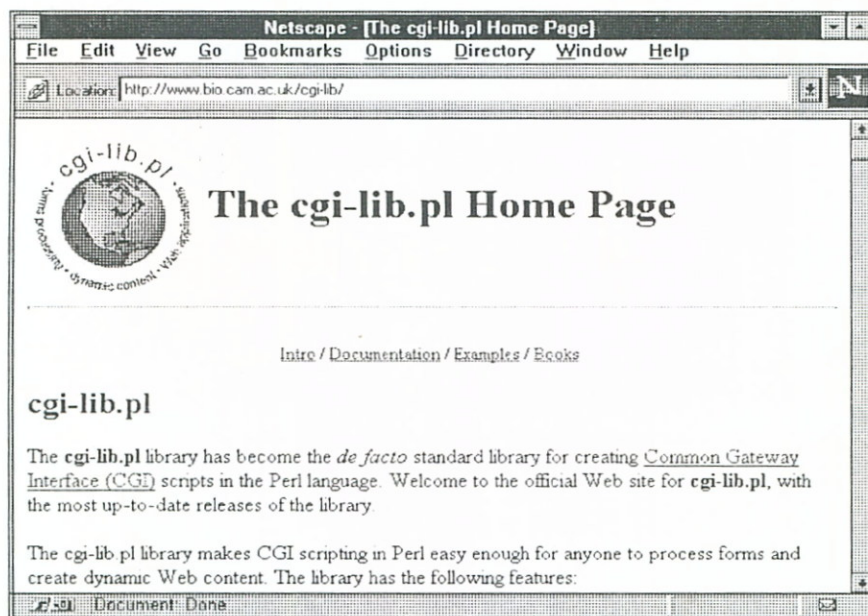 Netscape - [The cgi-lib.pl Home Page]
File Edit View Go Bookmarks Options Directory Window Help
Location: http://www.bio.cam.ac.uk/cgi-lib/
N
cgi-lib.pl · forms processing · dynamic content · Web applications ·
The cgi-lib.pl Home Page
Intro / Documentation / Examples / Books
cgi-lib.pl
The cgi-lib.pl library has become the de facto standard library for creating Common Gateway
Interface (CGI) scripts in the Perl language. Welcome to the official Web site for cgi-lib.pl, with
the most up-to-date releases of the library.
The cgi-lib.pl library makes CGI scripting in Perl easy enough for anyone to process forms and
create dynamic Web content. The library has the following features:
Document: Done